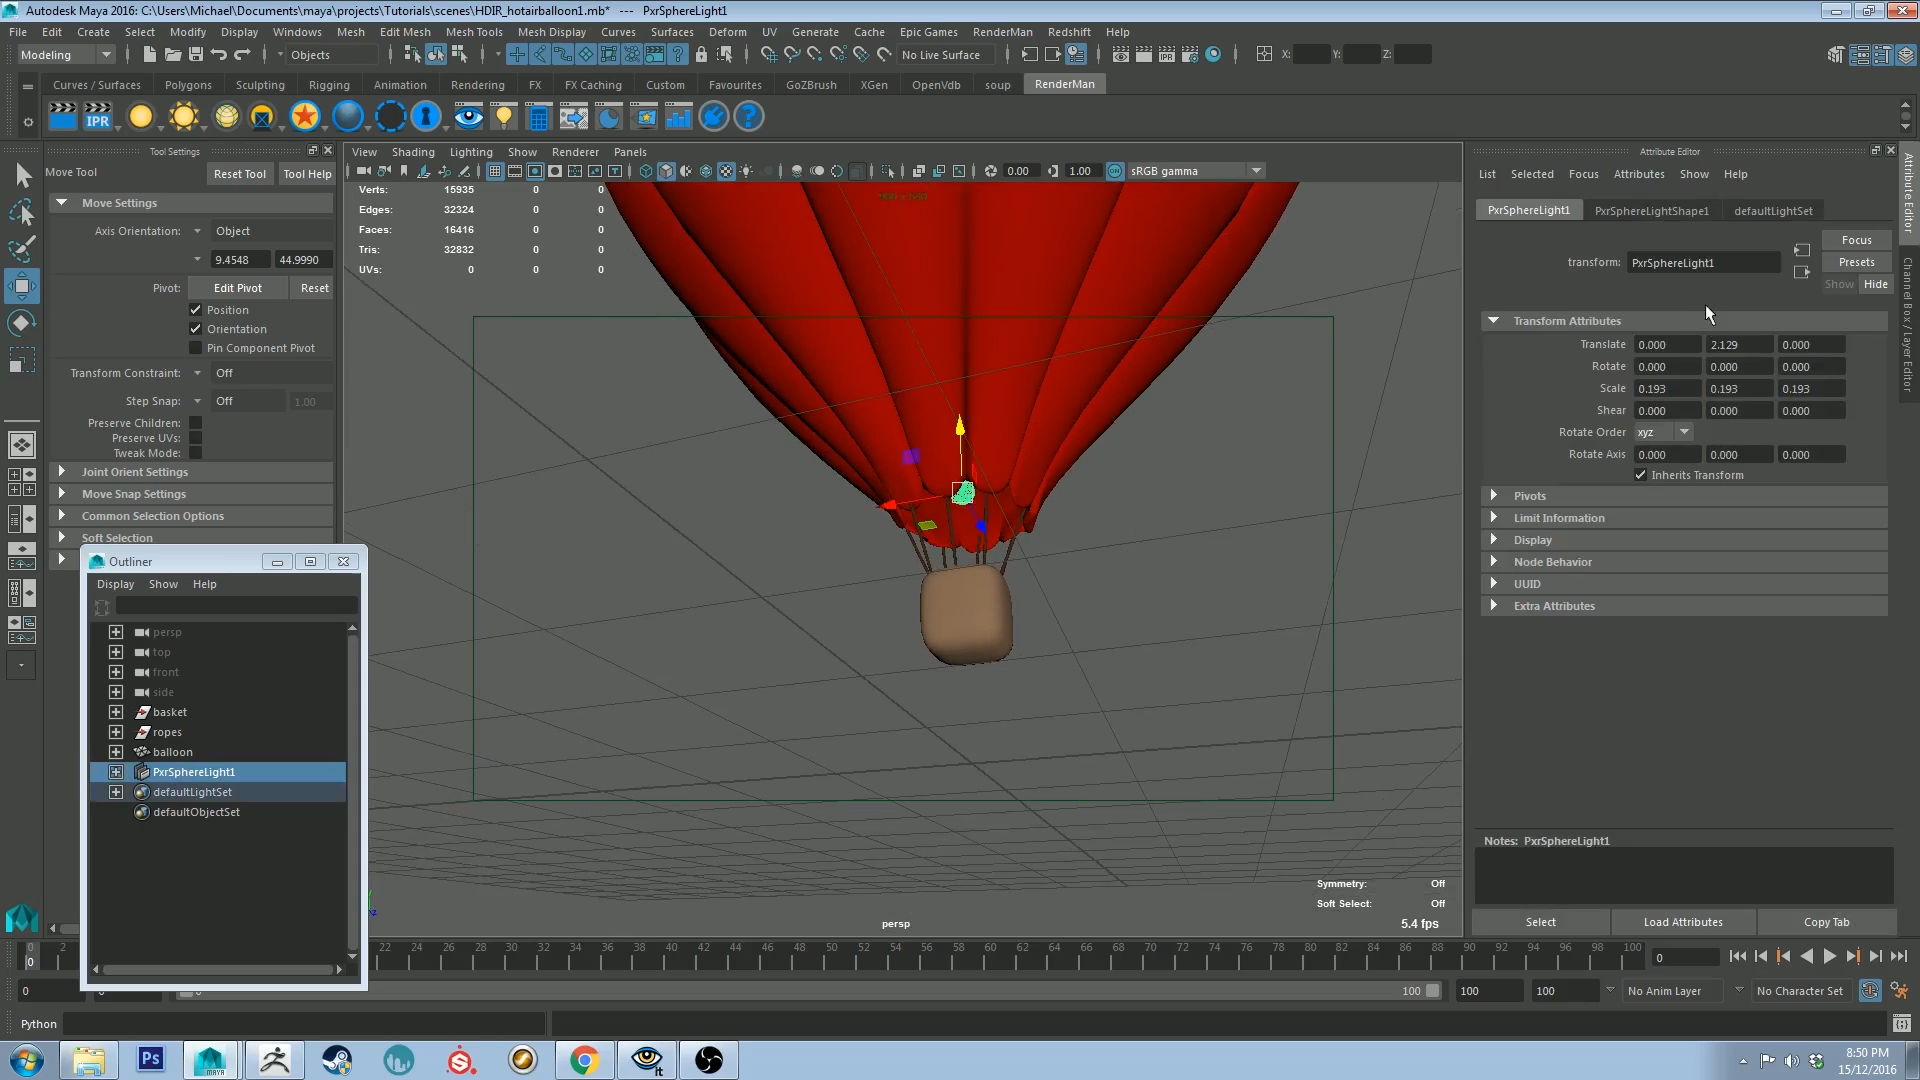 Autodesk Maya 2016: C:\Users\Michael\Documents\maya\projects\Tutorials\scenes\HDIR_hotairballoon1.mb* --- PxrSphereLight1
File Edit Create Select Modify Display Windows Mesh Edit Mesh Mesh Tools Mesh Display Curves Surfaces Deform UV Generate Cache Epic Games RenderMan Redshift Help
Modeling Objects No Live Surface X: Y: Z:
Curves / Surfaces Polygons Sculpting Rigging Animation Rendering FX FX Caching Custom Favourites GoZBrush XGen OpenVdb soup RenderMan
IPR
Tool Settings
Move Tool Reset Tool Tool Help
Move Settings
Axis Orientation: Object
9.4548 44.9990
Pivot: Edit Pivot Reset
Position
Orientation
Pin Component Pivot
Transform Constraint: Off
Step Snap: Off 1.00
Preserve Children:
Preserve UVs:
Tweak Mode:
Joint Orient Settings
Move Snap Settings
Common Selection Options
Soft Selection
Outliner
Display Show Help
persp
top
front
side
basket
ropes
balloon
PxrSphereLight1
defaultLightSet
defaultObjectSet
View Shading Lighting Show Renderer Panels
0.00 1.00 sRGB gamma
Verts: 15935 0 0
Edges: 32324 0 0
Faces: 16416 0 0
Tris: 32832 0 0
UVs: 0 0 0
Symmetry: Off
Soft Select: Off
persp
5.4 fps
Attribute Editor
List Selected Focus Attributes Show Help
PxrSphereLight1 PxrSphereLightShape1 defaultLightSet
Focus
transform: PxrSphereLight1 Presets
Show Hide
Transform Attributes
Translate 0.000 2.129 0.000
Rotate 0.000 0.000 0.000
Scale 0.193 0.193 0.193
Shear 0.000 0.000 0.000
Rotate Order xyz
Rotate Axis 0.000 0.000 0.000
Inherits Transform
Pivots
Limit Information
Display
Node Behavior
UUID
Extra Attributes
Notes: PxrSphereLight1
Select Load Attributes Copy Tab
Attribute Editor
Channel Box / Layer Editor
0 2 22 24 26 28 30 32 34 36 38 40 42 44 46 48 50 52 54 56 58 60 62 64 66 68 70 72 74 76 78 80 82 84 86 88 90 92 94 96 98 100
0 0
0 100 100 100 No Anim Layer No Character Set
Python
Ps MAYA it
8:50 PM
15/12/2016